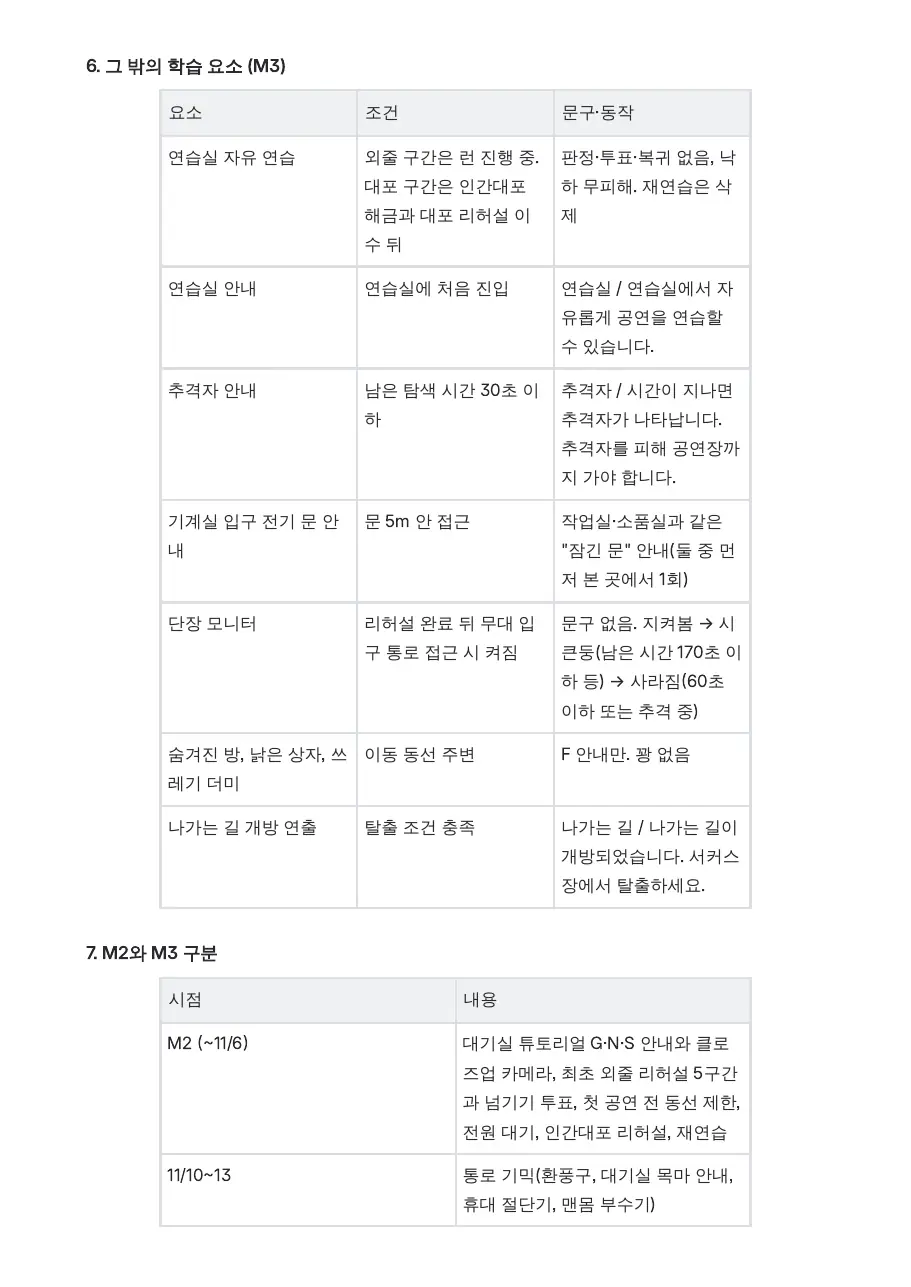 6. 그 밖의 학습 요소 (M3)
요소
조건
문구·동작
연습실 자유 연습
외줄 구간은 런 진행 중.
대포 구간은 인간대포
해금과 대포 리허설 이
수 뒤
판정·투표·복귀 없음, 낙
하 무피해. 재연습은 삭
제
연습실 안내
연습실에 처음 진입
연습실 / 연습실에서 자
유롭게 공연을 연습할
수 있습니다.
추격자 안내
남은 탐색 시간 30초 이
하
추격자 / 시간이 지나면
추격자가 나타납니다.
추격자를 피해 공연장까
지 가야 합니다.
기계실 입구 전기 문 안
내
문 5m 안 접근
작업실·소품실과 같은
"잠긴 문" 안내(둘 중 먼
저 본 곳에서 1회)
단장 모니터
리허설 완료 뒤 무대 입
구 통로 접근 시 켜짐
문구 없음. 지켜봄 → 시
큰둥(남은 시간 170초 이
하 등) → 사라짐(60초
이하 또는 추격 중)
숨겨진 방, 낡은 상자, 쓰
레기 더미
이동 동선 주변
F 안내만. 꽝 없음
나가는 길 개방 연출
탈출 조건 충족
나가는 길 / 나가는 길이
개방되었습니다. 서커스
장에서 탈출하세요.
7. M2와 M3 구분
시점
내용
M2 (~11/6)
대기실 튜토리얼 G·N·S 안내와 클로
즈업 카메라, 최초 외줄 리허설 5구간
과 넘기기 투표, 첫 공연 전 동선 제한,
전원 대기, 인간대포 리허설, 재연습
11/10~13
통로 기믹(환풍구, 대기실 목마 안내,
휴대 절단기, 맨몸 부수기)